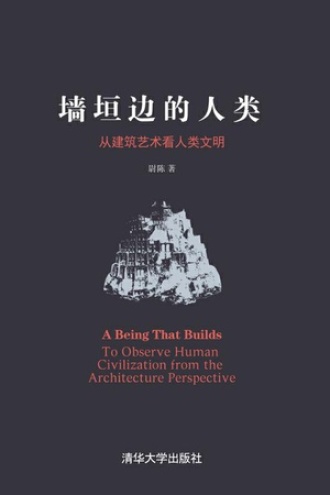 墙垣边的人类
从建筑艺术看人类文明
尉陈 著
A Being That Builds
To Observe Human
Civilization from the
Architecture Perspective
清华大学出版社